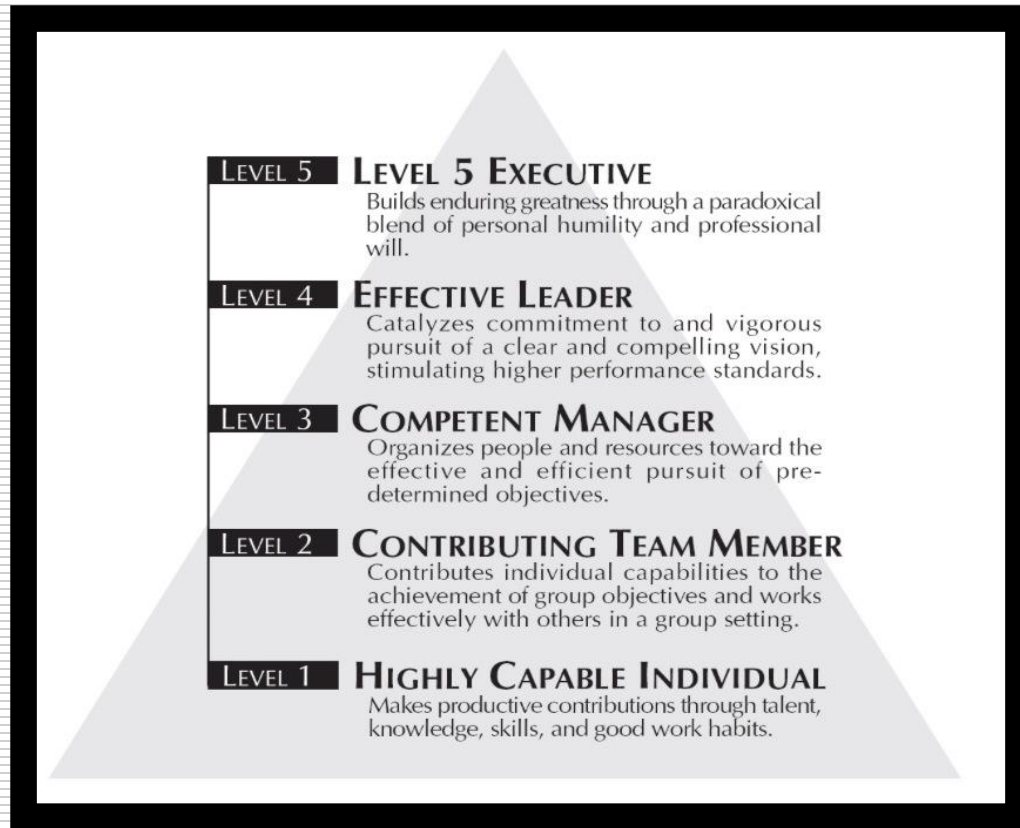 LEVEL 5 LEVEL 5 EXECUTIVE
Builds enduring greatness through a paradoxical
blend of personal humility and professional
will.
LEVEL 4 EFFECTIVE LEADER
Catalyzes commitment to and vigorous
pursuit of a clear and compelling vision,
stimulating higher performance standards.
LEVEL 3 COMPETENT MANAGER
Organizes people and resources toward the
effective and efficient pursuit of pre-
determined objectives.
LEVEL 2 CONTRIBUTING TEAM MEMBER
Contributes individual capabilities to the
achievement of group objectives and works
effectively with others in a group setting.
LEVEL 1 HIGHLY CAPABLE INDIVIDUAL
Makes productive contributions through talent,
knowledge, skills, and good work habits.